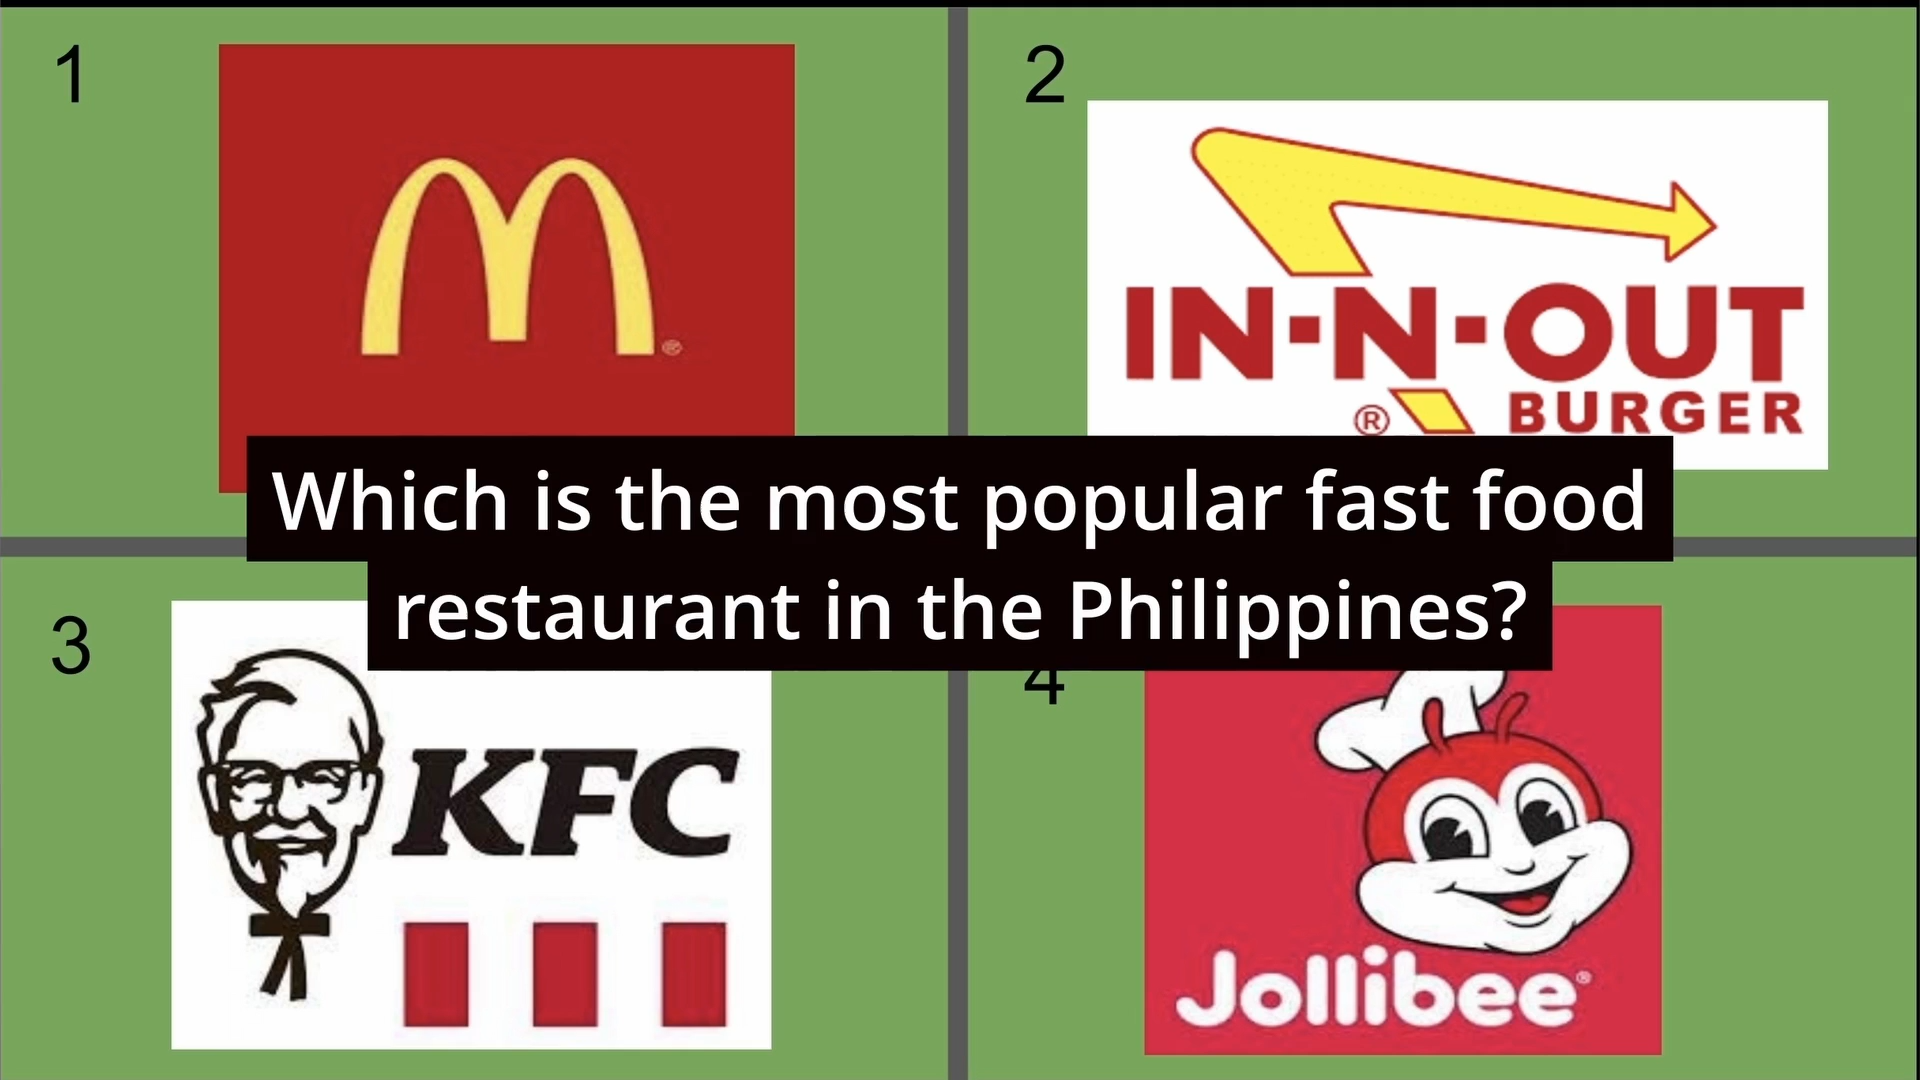 1
2
IN-N-OUT
®
BURGER
Which is the most popular fast food
restaurant in the Philippines?
3
4
KFC
Jollibee®